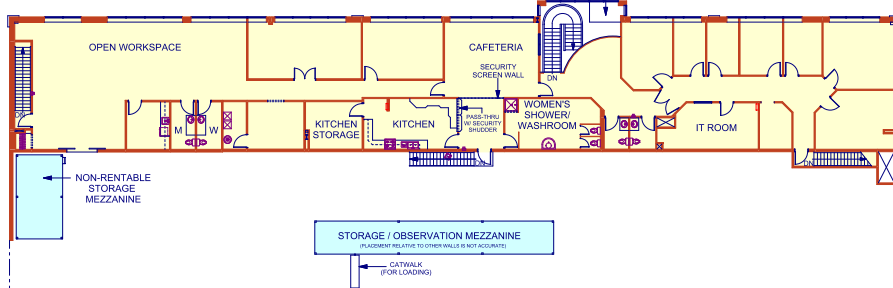 OPEN WORKSPACE
CAFETERIA
SECURITY
SCREEN WALL
DN
DN
PASS-THRU
W/ SECURITY
SHUDDER
WOMEN'S
SHOWER/
WASHROOM
M
W
KITCHEN
STORAGE
KITCHEN
IT ROOM
DN
DN
NON-RENTABLE
STORAGE
MEZZANINE
STORAGE / OBSERVATION MEZZANINE
(PLACEMENT RELATIVE TO OTHER WALLS IS NOT ACCURATE)
CATWALK
(FOR LOADING)